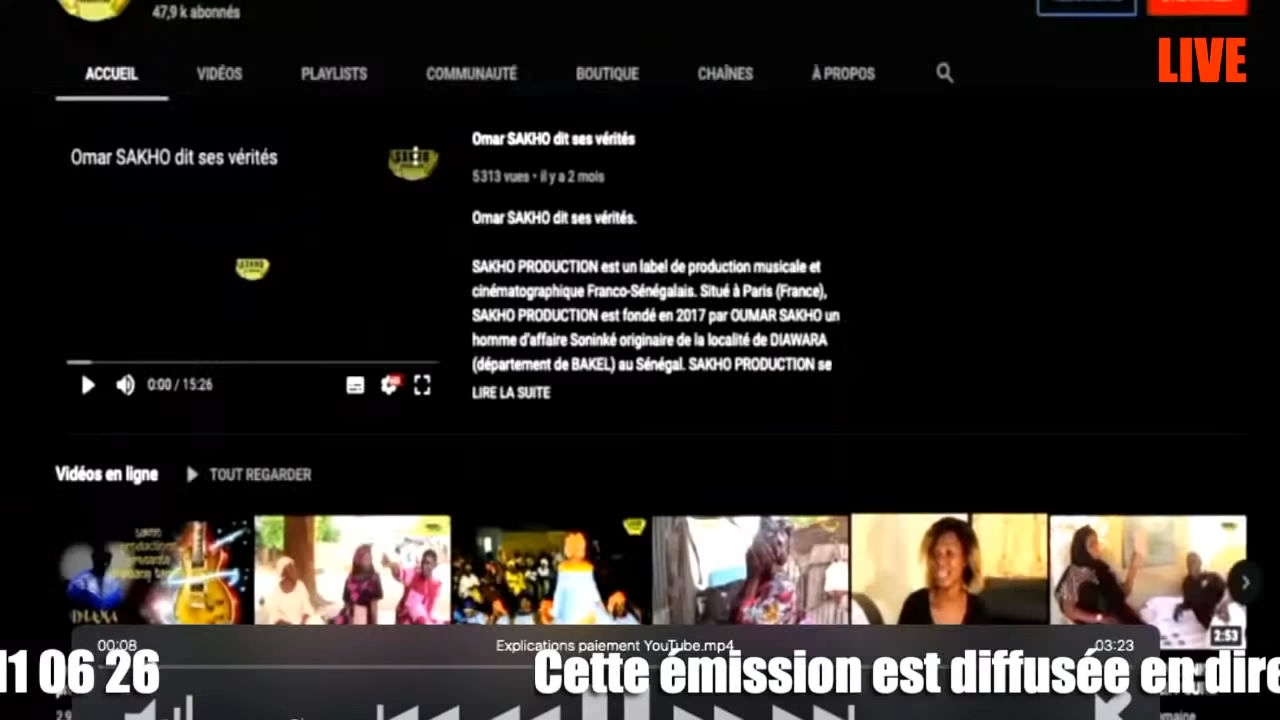 47,9 k abonnés
LIVE
ACCUEIL VIDÉOS PLAYLISTS COMMUNAUTÉ BOUTIQUE CHAÎNES À PROPOS
Omar SAKHO dit ses vérités
Omar SAKHO dit ses vérités
5 313 vues • il y a 2 mois
Omar SAKHO dit ses vérités.
SAKHO PRODUCTION est un label de production musicale et
cinématographique Franco-Sénégalais. Situé à Paris (France),
SAKHO PRODUCTION est fondé en 2017 par OUMAR SAKHO un
homme d'affaire Soninké originaire de la localité de DIAWARA
(département de BAKEL) au Sénégal. SAKHO PRODUCTION se
LIRE LA SUITE
0:00 / 15:26
Vidéos en ligne TOUT REGARDER
DIANA
2:53
00:08 Explications paiement YouTube.mp4 03:23
11 06 26 Cette émission est diffusée en dire